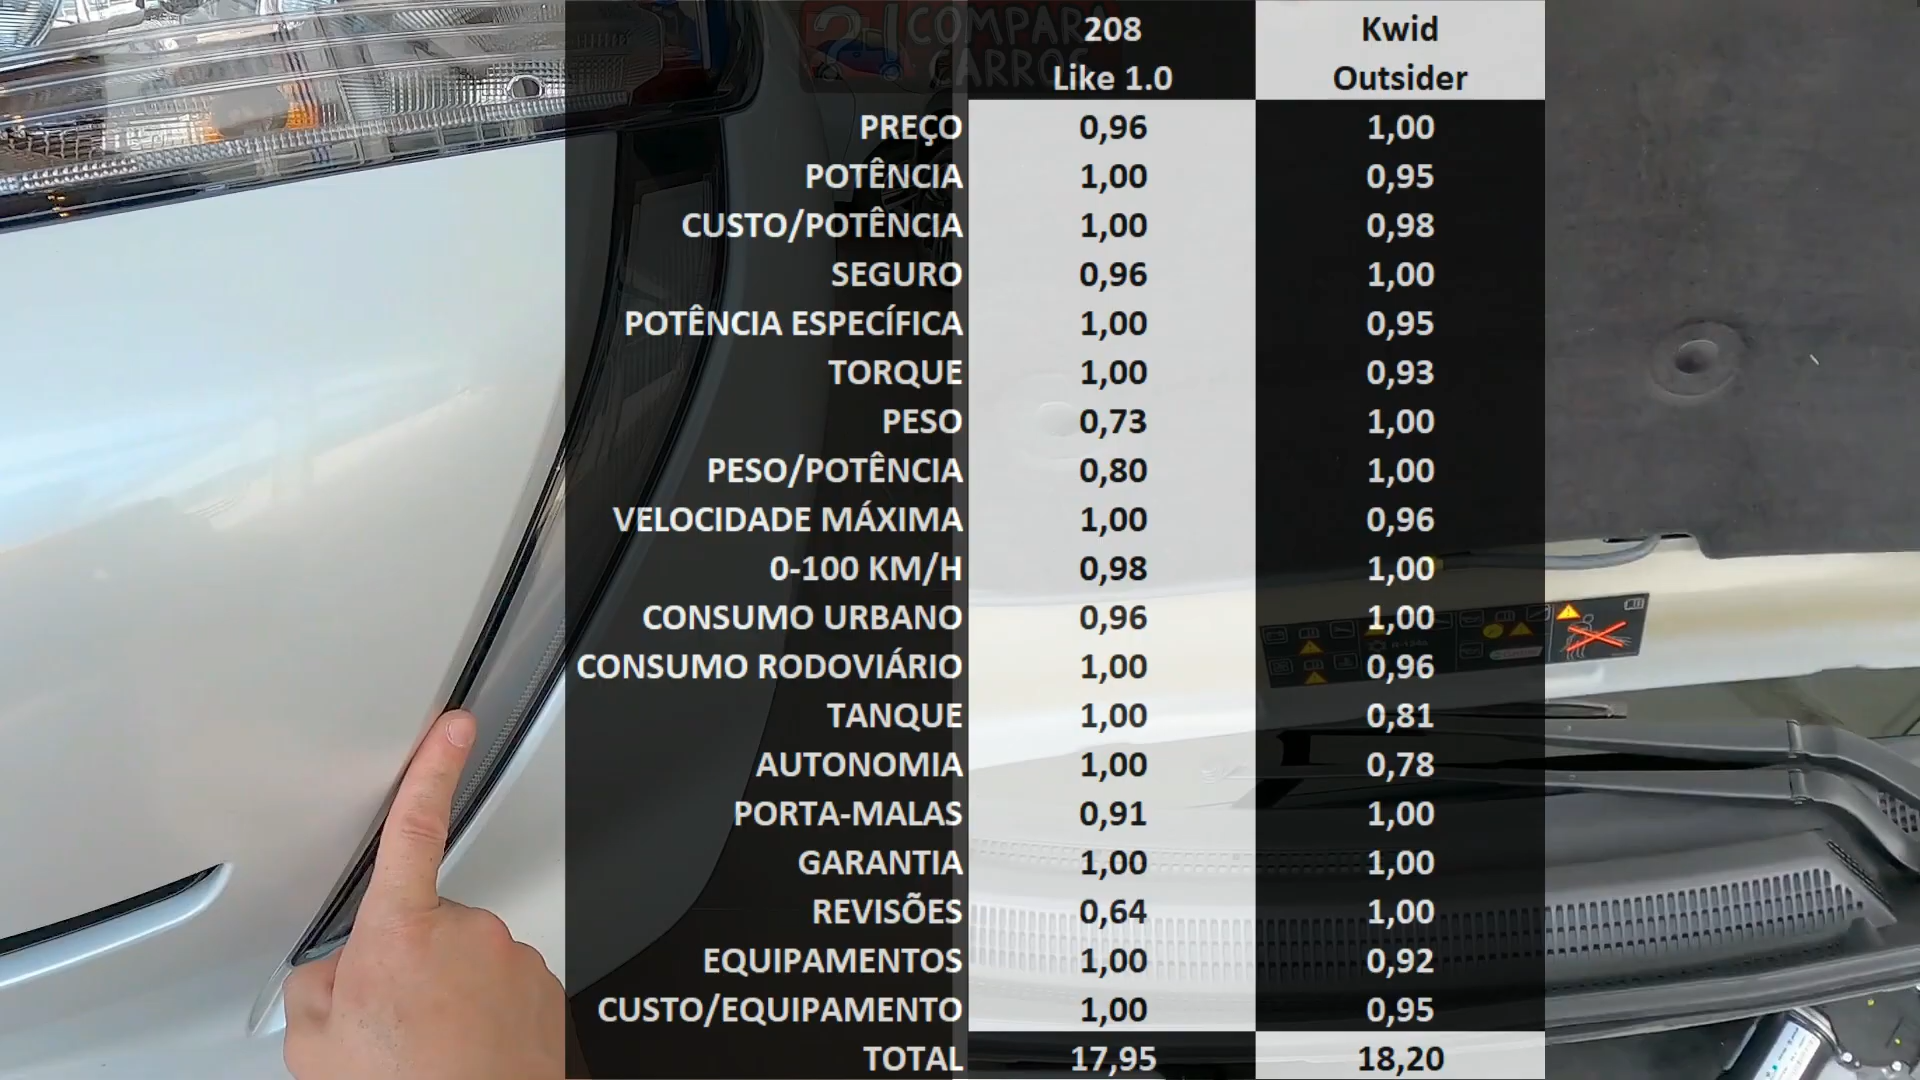 COMPARA
CARROS
208 Kwid
Like 1.0 Outsider
PREÇO 0,96 1,00
POTÊNCIA 1,00 0,95
CUSTO/POTÊNCIA 1,00 0,98
SEGURO 0,96 1,00
POTÊNCIA ESPECÍFICA 1,00 0,95
TORQUE 1,00 0,93
PESO 0,73 1,00
PESO/POTÊNCIA 0,80 1,00
VELOCIDADE MÁXIMA 1,00 0,96
0-100 KM/H 0,98 1,00
CONSUMO URBANO 0,96 1,00
CONSUMO RODOVIÁRIO 1,00 0,96
TANQUE 1,00 0,81
AUTONOMIA 1,00 0,78
PORTA-MALAS 0,91 1,00
GARANTIA 1,00 1,00
REVISÕES 0,64 1,00
EQUIPAMENTOS 1,00 0,92
CUSTO/EQUIPAMENTO 1,00 0,95
TOTAL 17,95 18,20